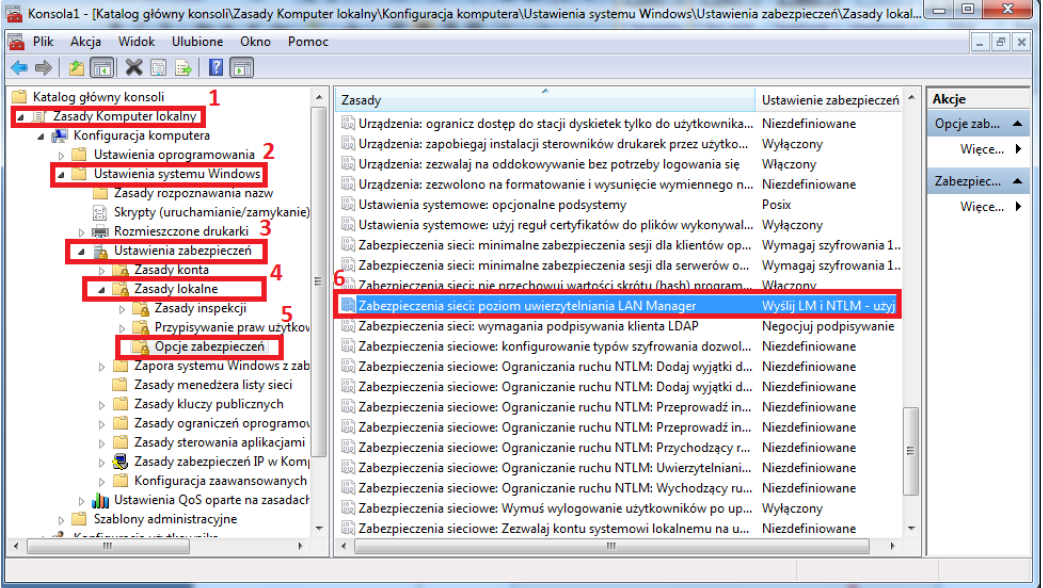 Konsola1 - [Katalog główny konsoli\Zasady Komputer lokalny\Konfiguracja komputera\Ustawienia systemu Windows\Ustawienia zabezpieczeń\Zasady lokal...
Plik Akcja Widok Ulubione Okno Pomoc
Katalog główny konsoli
1
Zasady Komputer lokalny
Konfiguracja komputera
Ustawienia oprogramowania
2
Ustawienia systemu Windows
Zasady rozpoznawania nazw
Skrypty (uruchamianie/zamykanie)
Rozmieszczone drukarki
3
Ustawienia zabezpieczeń
Zasady konta
4
Zasady lokalne
Zasady inspekcji
5
Przypisywanie praw użytkow
Opcje zabezpieczeń
Zapora systemu Windows z zab
Zasady menedżera listy sieci
Zasady kluczy publicznych
Zasady ograniczeń oprogramow
Zasady sterowania aplikacjami
Zasady zabezpieczeń IP w Komp
Konfiguracja zaawansowanych
Ustawienia QoS oparte na zasadach
Szablony administracyjne
Konfiguracja użytkownika
Zasady Ustawienie zabezpieczeń
Urządzenia: ogranicz dostęp do stacji dyskietek tylko do użytkownika... Niezdefiniowane
Urządzenia: zapobiegaj instalacji sterowników drukarek przez użytko... Wyłączony
Urządzenia: zezwalaj na oddokowywanie bez potrzeby logowania się Włączony
Urządzenia: zezwolono na formatowanie i wysunięcie wymiennego n... Niezdefiniowane
Ustawienia systemowe: opcjonalne podsystemy Posix
Ustawienia systemowe: użyj reguł certyfikatów do plików wykonywal... Wyłączony
Zabezpieczenia sieci: minimalne zabezpieczenia sesji dla klientów op... Wymagaj szyfrowania 1...
Zabezpieczenia sieci: minimalne zabezpieczenia sesji dla serwerów o... Wymagaj szyfrowania 1...
6
Zabezpieczenia sieci: nie przechowuj wartości skrótu (hash) program... Włączony
Zabezpieczenia sieci: poziom uwierzytelniania LAN Manager Wyślij LM i NTLM - użyj
Zabezpieczenia sieci: wymagania podpisywania klienta LDAP Negocjuj podpisywanie
Zabezpieczenia sieciowe: konfigurowanie typów szyfrowania dozwol... Niezdefiniowane
Zabezpieczenia sieciowe: Ograniczania ruchu NTLM: Dodaj wyjątki d... Niezdefiniowane
Zabezpieczenia sieciowe: Ograniczanie ruchu NTLM: Dodaj wyjątki d... Niezdefiniowane
Zabezpieczenia sieciowe: Ograniczanie ruchu NTLM: Przeprowadź in... Niezdefiniowane
Zabezpieczenia sieciowe: Ograniczanie ruchu NTLM: Przeprowadź in... Niezdefiniowane
Zabezpieczenia sieciowe: Ograniczanie ruchu NTLM: Przychodzący r... Niezdefiniowane
Zabezpieczenia sieciowe: Ograniczanie ruchu NTLM: Uwierzytelniani... Niezdefiniowane
Zabezpieczenia sieciowe: Ograniczanie ruchu NTLM: Wychodzący ru... Niezdefiniowane
Zabezpieczenia sieciowe: Wymuś wylogowanie użytkowników po up... Wyłączony
Zabezpieczenia sieciowe: Zezwalaj kontu systemowi lokalnemu na u... Niezdefiniowane
Akcje
Opcje zab...
Więce...
Zabezpiec...
Więce...